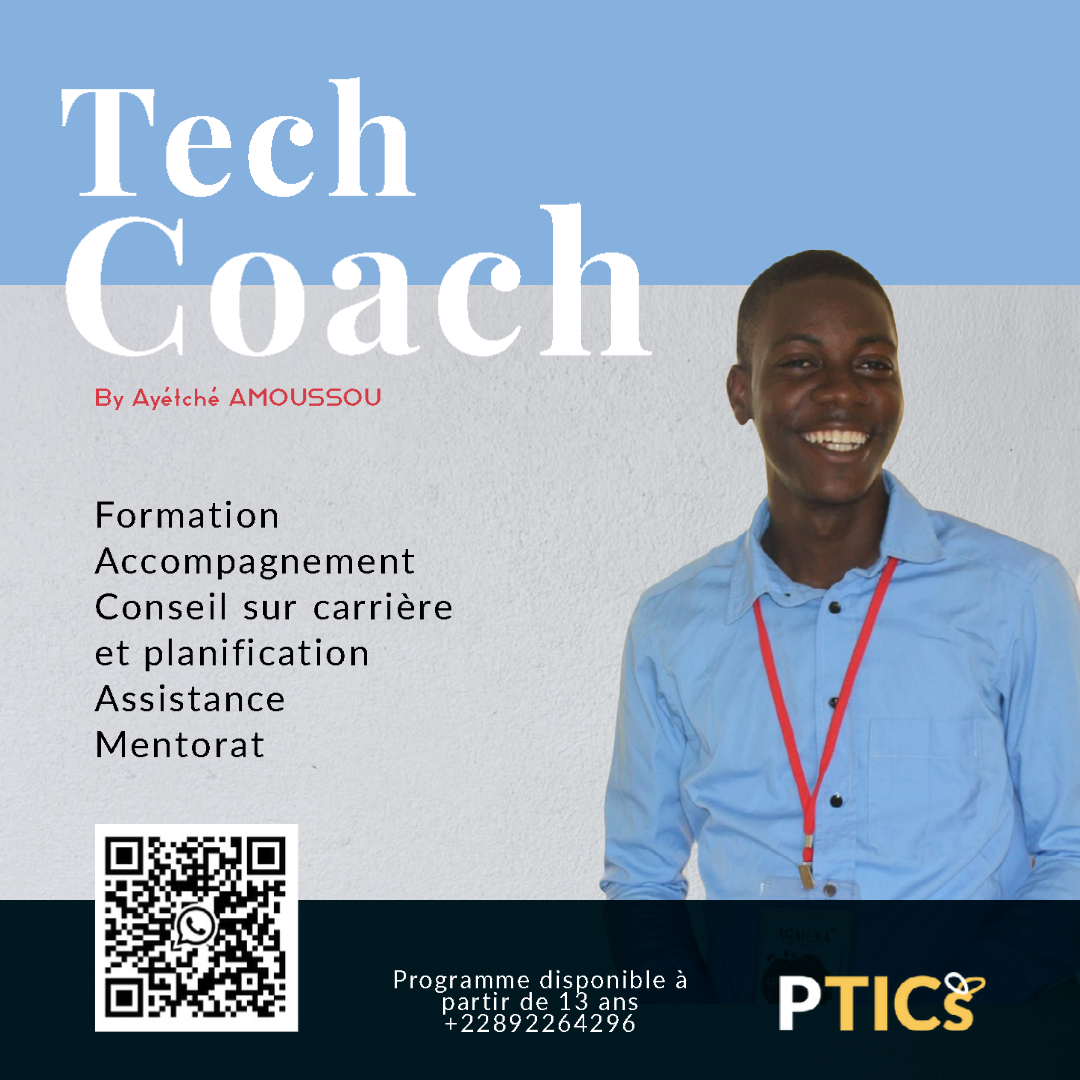 Tech
Coach
By Ayétché AMOUSSOU
Formation
Accompagnement
Conseil sur carrière
et planification
Assistance
Mentorat
Programme disponible à
partir de 13 ans
+22892264296
PTICs